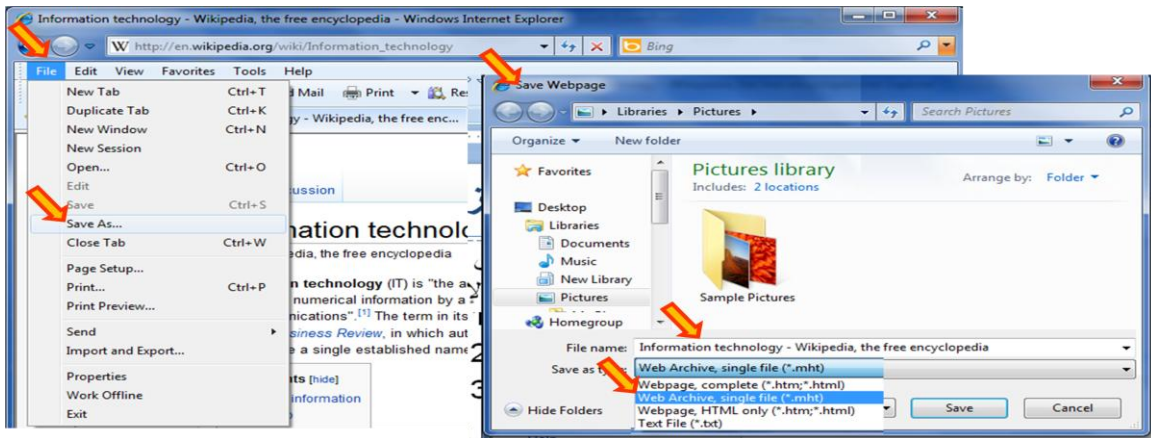 Information technology - Wikipedia, the free encyclopedia - Windows Internet Explorer
W http://en.wikipedia.org/wiki/Information_technology
Bing
File Edit View Favorites Tools Help
New Tab Ctrl+T
Duplicate Tab Ctrl+K
New Window Ctrl+N
New Session
Open... Ctrl+O
Edit
Save Ctrl+S
Save As...
Close Tab Ctrl+W
Page Setup...
Print... Ctrl+P
Print Preview...
Send
Import and Export...
Properties
Work Offline
Exit
d Mail Print Re
gy - Wikipedia, the free enc...
cussion
nation technolo
edia, the free encyclopedia
n technology (IT) is "the a
numerical information by a
nications".[1] The term in its
siness Review, in which aut
e a single established name
nts [hide]
information
Save Webpage
Libraries Pictures
Search Pictures
Organize New folder
Favorites
Desktop
Libraries
Documents
Music
New Library
Pictures
Homegroup
Pictures library
Includes: 2 locations
Arrange by: Folder
Sample Pictures
File name: Information technology - Wikipedia, the free encyclopedia
Save as type: Web Archive, single file (*.mht)
Webpage, complete (*.htm;*.html)
Web Archive, single file (*.mht)
Webpage, HTML only (*.htm;*.html)
Text File (*.txt)
Hide Folders
Save Cancel